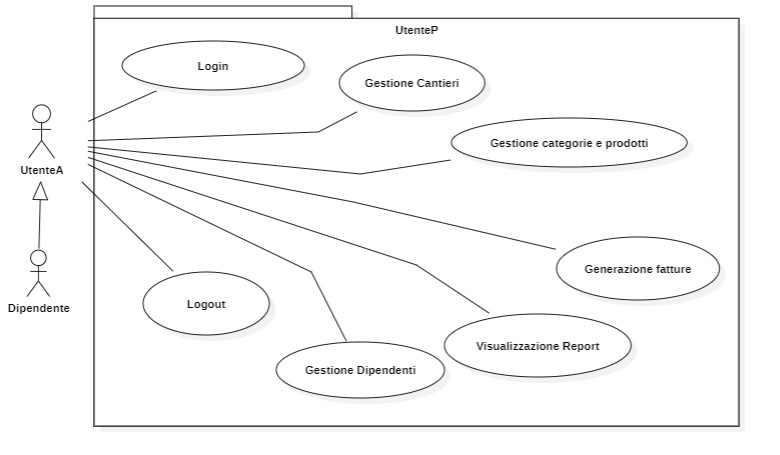 UtenteP
Login
Gestione Cantieri
Gestione categorie e prodotti
UtenteA
Generazione fatture
Logout
Dipendente
Visualizzazione Report
Gestione Dipendenti